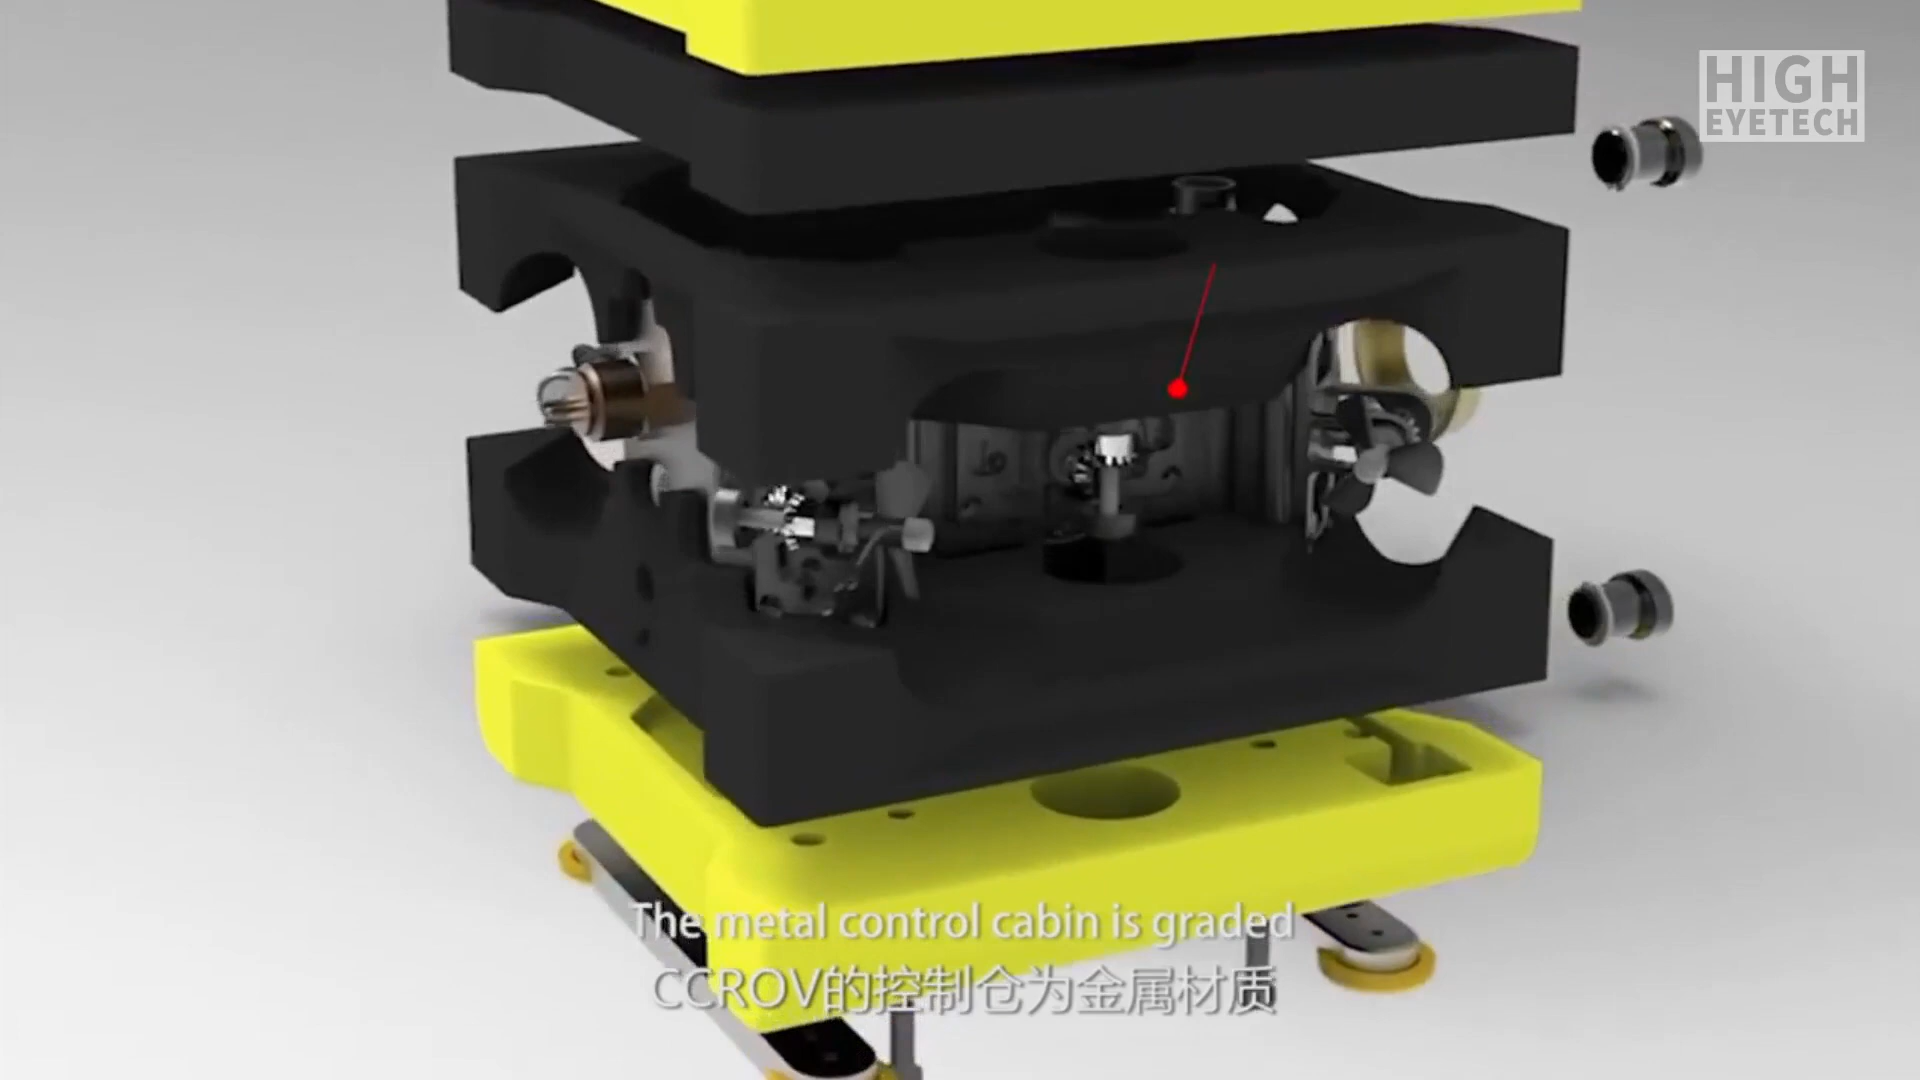 HIGH
EYETECH
The metal control cabin is graded
CCROV的控制仓为金属材质